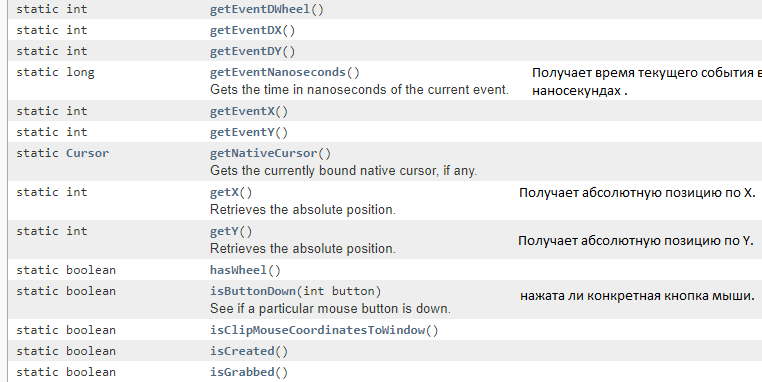 static int getEventDWheel()
static int getEventDX()
static int getEventDY()
static long getEventNanoseconds() Получает время текущего события в
Gets the time in nanoseconds of the current event. наносекундах .
static int getEventX()
static int getEventY()
static Cursor getNativeCursor()
Gets the currently bound native cursor, if any.
static int getX() Получает абсолютную позицию по X.
Retrieves the absolute position.
static int getY() Получает абсолютную позицию по Y.
Retrieves the absolute position.
static boolean hasWheel()
static boolean isButtonDown(int button) нажата ли конкретная кнопка мыши.
See if a particular mouse button is down.
static boolean isClipMouseCoordinatesToWindow()
static boolean isCreated()
static boolean isGrabbed()